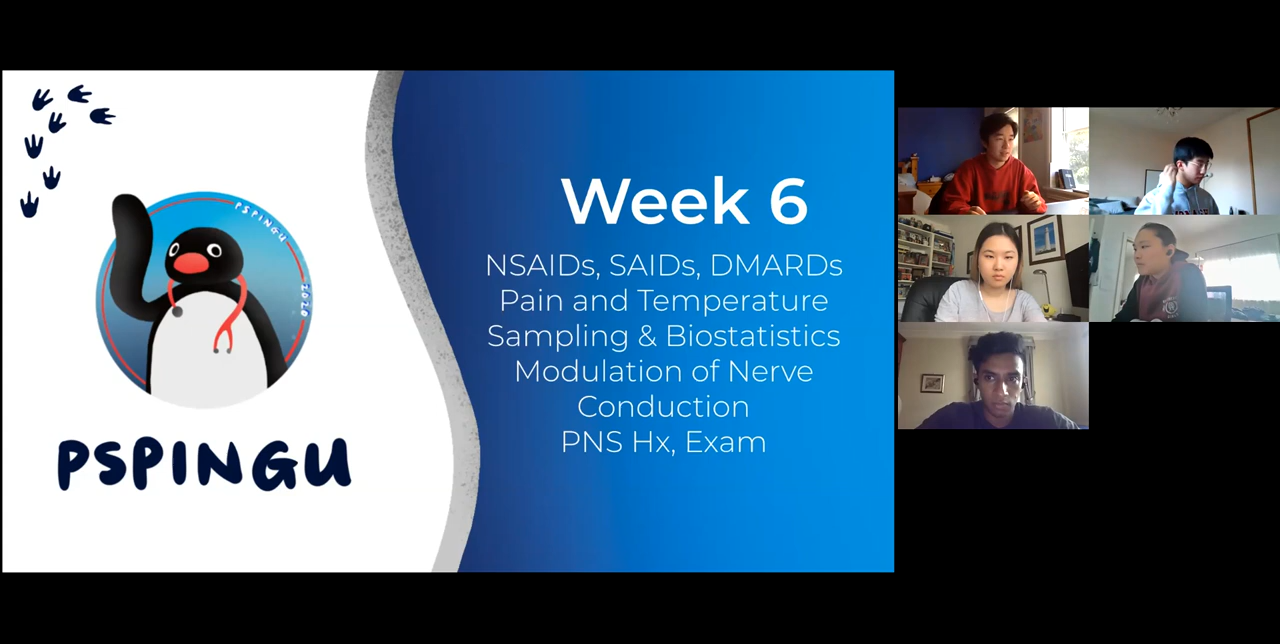 PSPINGU
2020
PSPINGU
Week 6
NSAIDs, SAIDs, DMARDs
Pain and Temperature
Sampling & Biostatistics
Modulation of Nerve
Conduction
PNS Hx, Exam